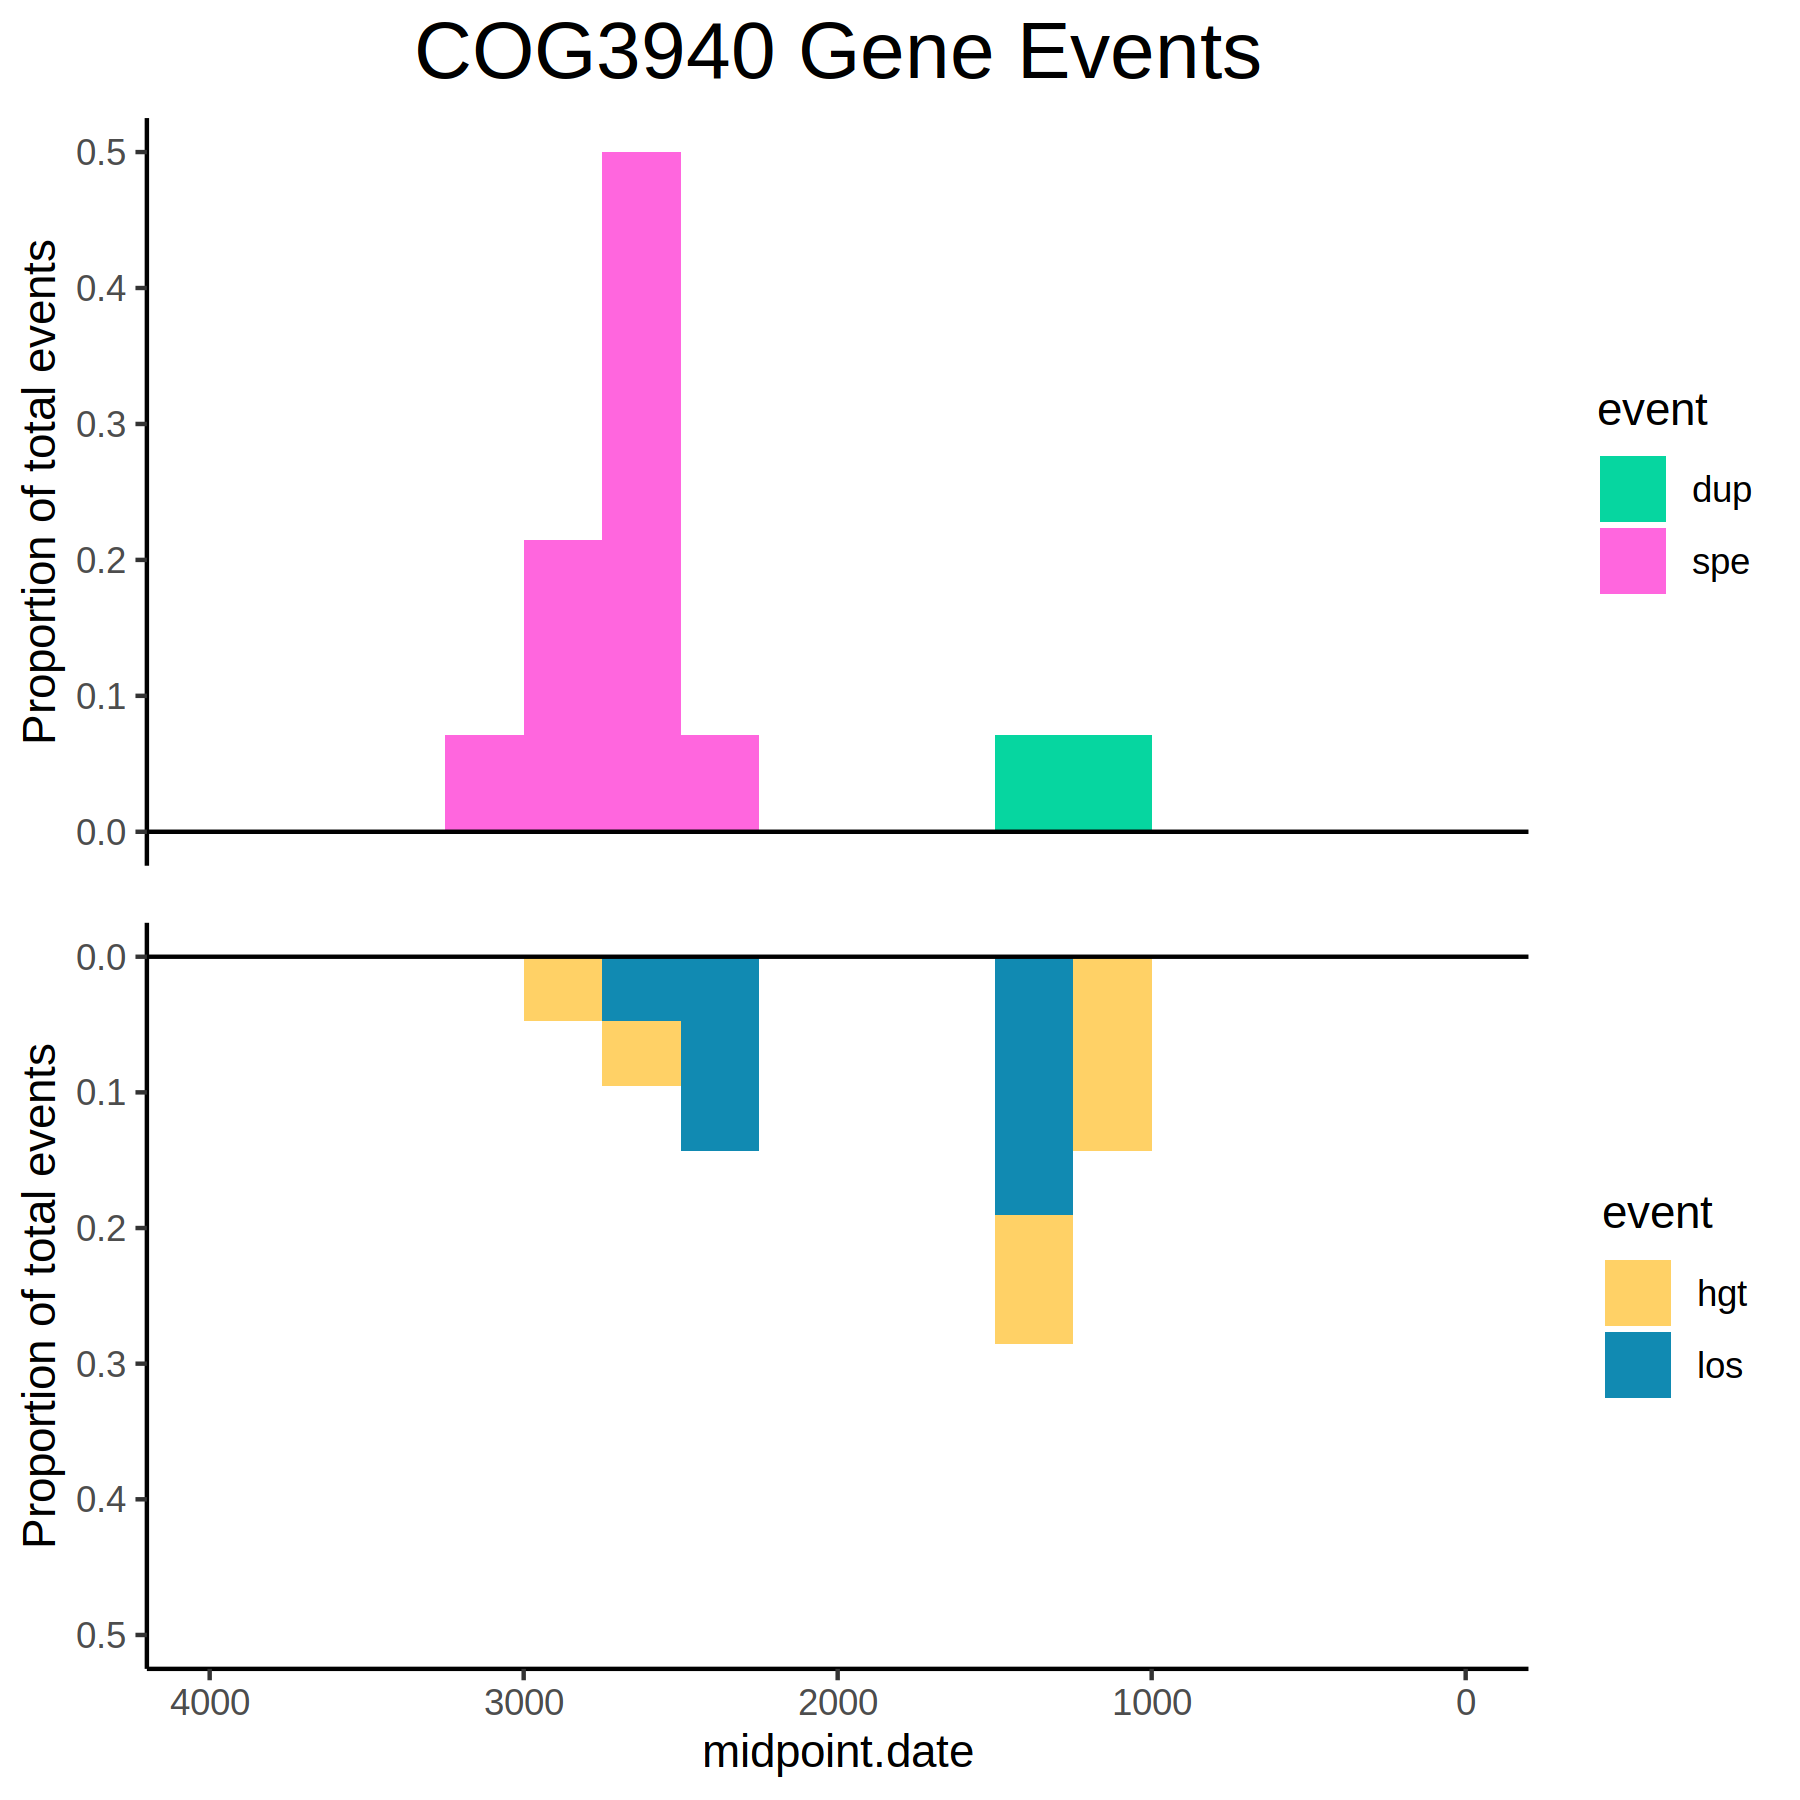 COG3940 Gene Events
Proportion of total events
0.5
0.4
0.3
0.2
0.1
0.0
event
dup
spe
Proportion of total events
0.0
0.1
0.2
0.3
0.4
0.5
event
hgt
los
4000 3000 2000 1000 0
midpoint.date